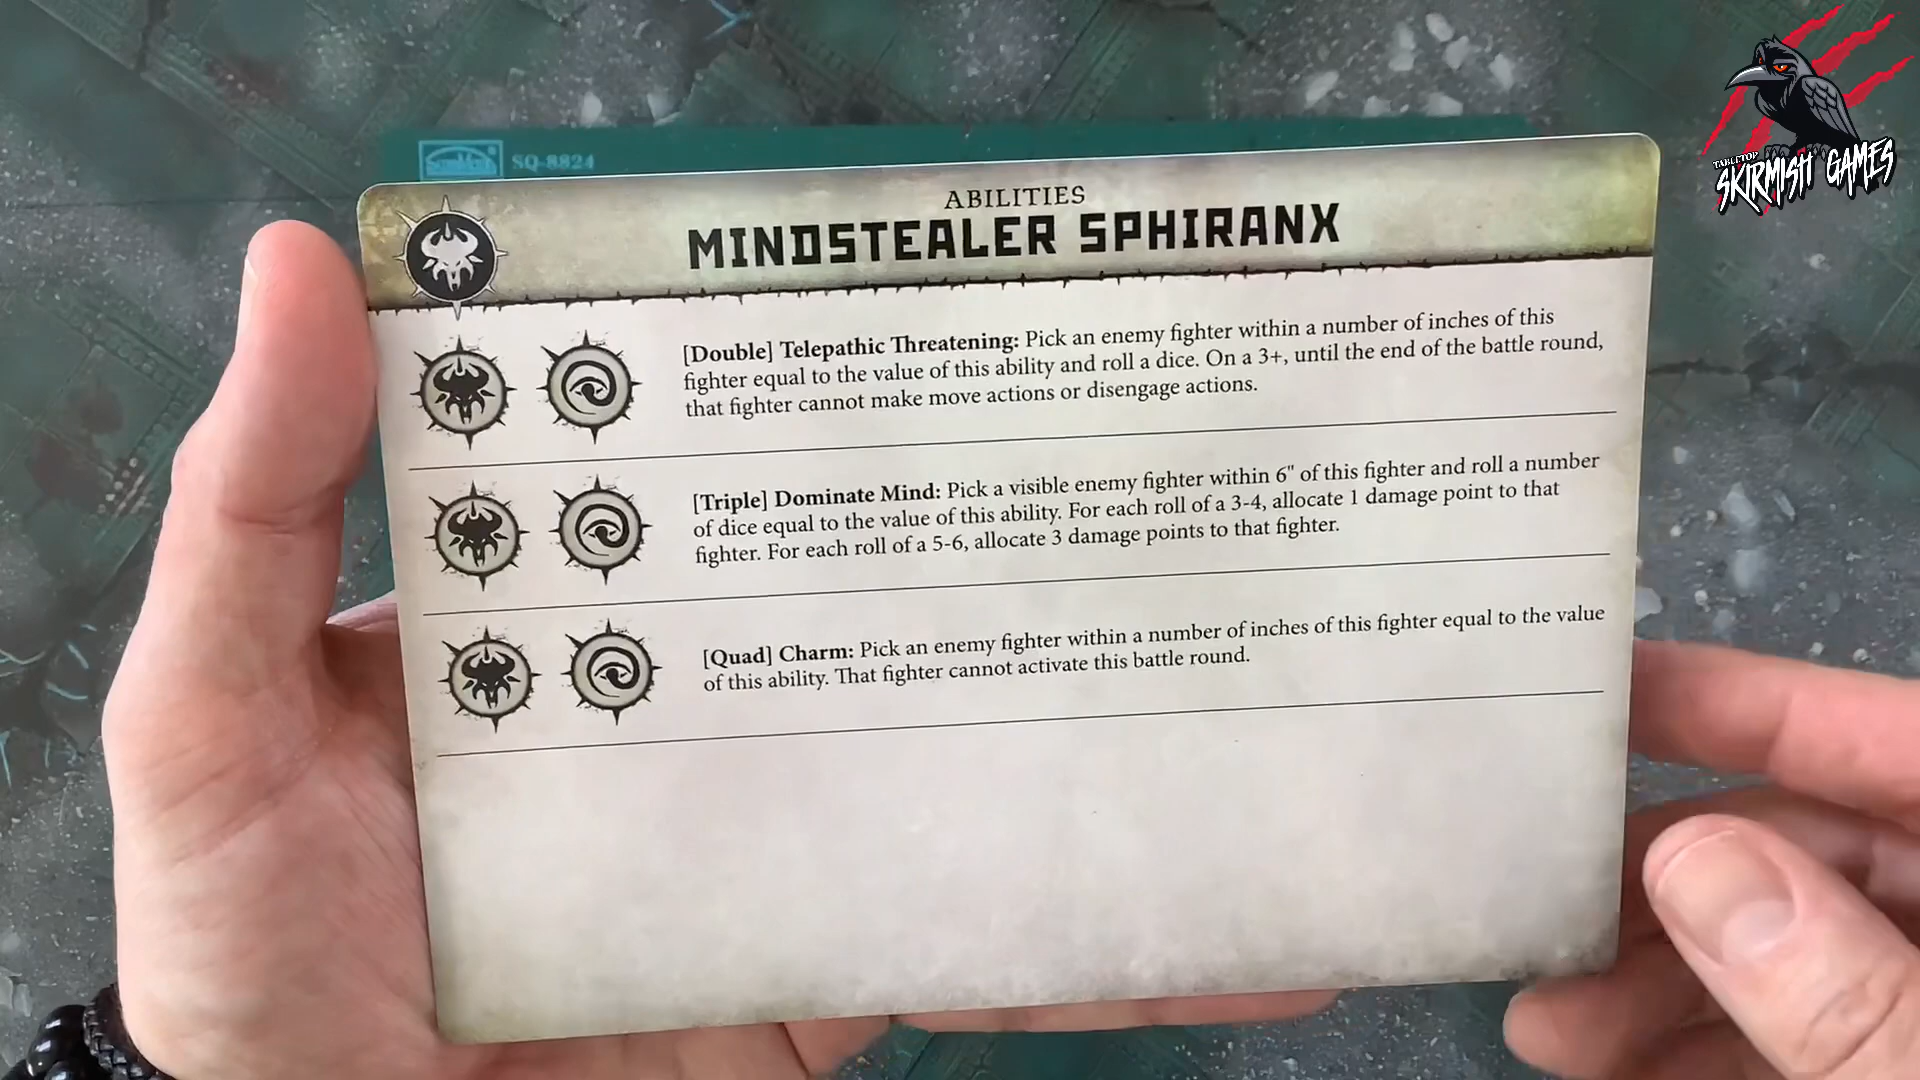 TABLETOP
SKIRMISH GAMES
SQ-8824
ABILITIES
MINDSTEALER SPHIRANX
[Double] Telepathic Threatening: Pick an enemy fighter within a number of inches of this
fighter equal to the value of this ability and roll a dice. On a 3+, until the end of the battle round,
that fighter cannot make move actions or disengage actions.
[Triple] Dominate Mind: Pick a visible enemy fighter within 6" of this fighter and roll a number
of dice equal to the value of this ability. For each roll of a 3-4, allocate 1 damage point to that
fighter. For each roll of a 5-6, allocate 3 damage points to that fighter.
[Quad] Charm: Pick an enemy fighter within a number of inches of this fighter equal to the value
of this ability. That fighter cannot activate this battle round.